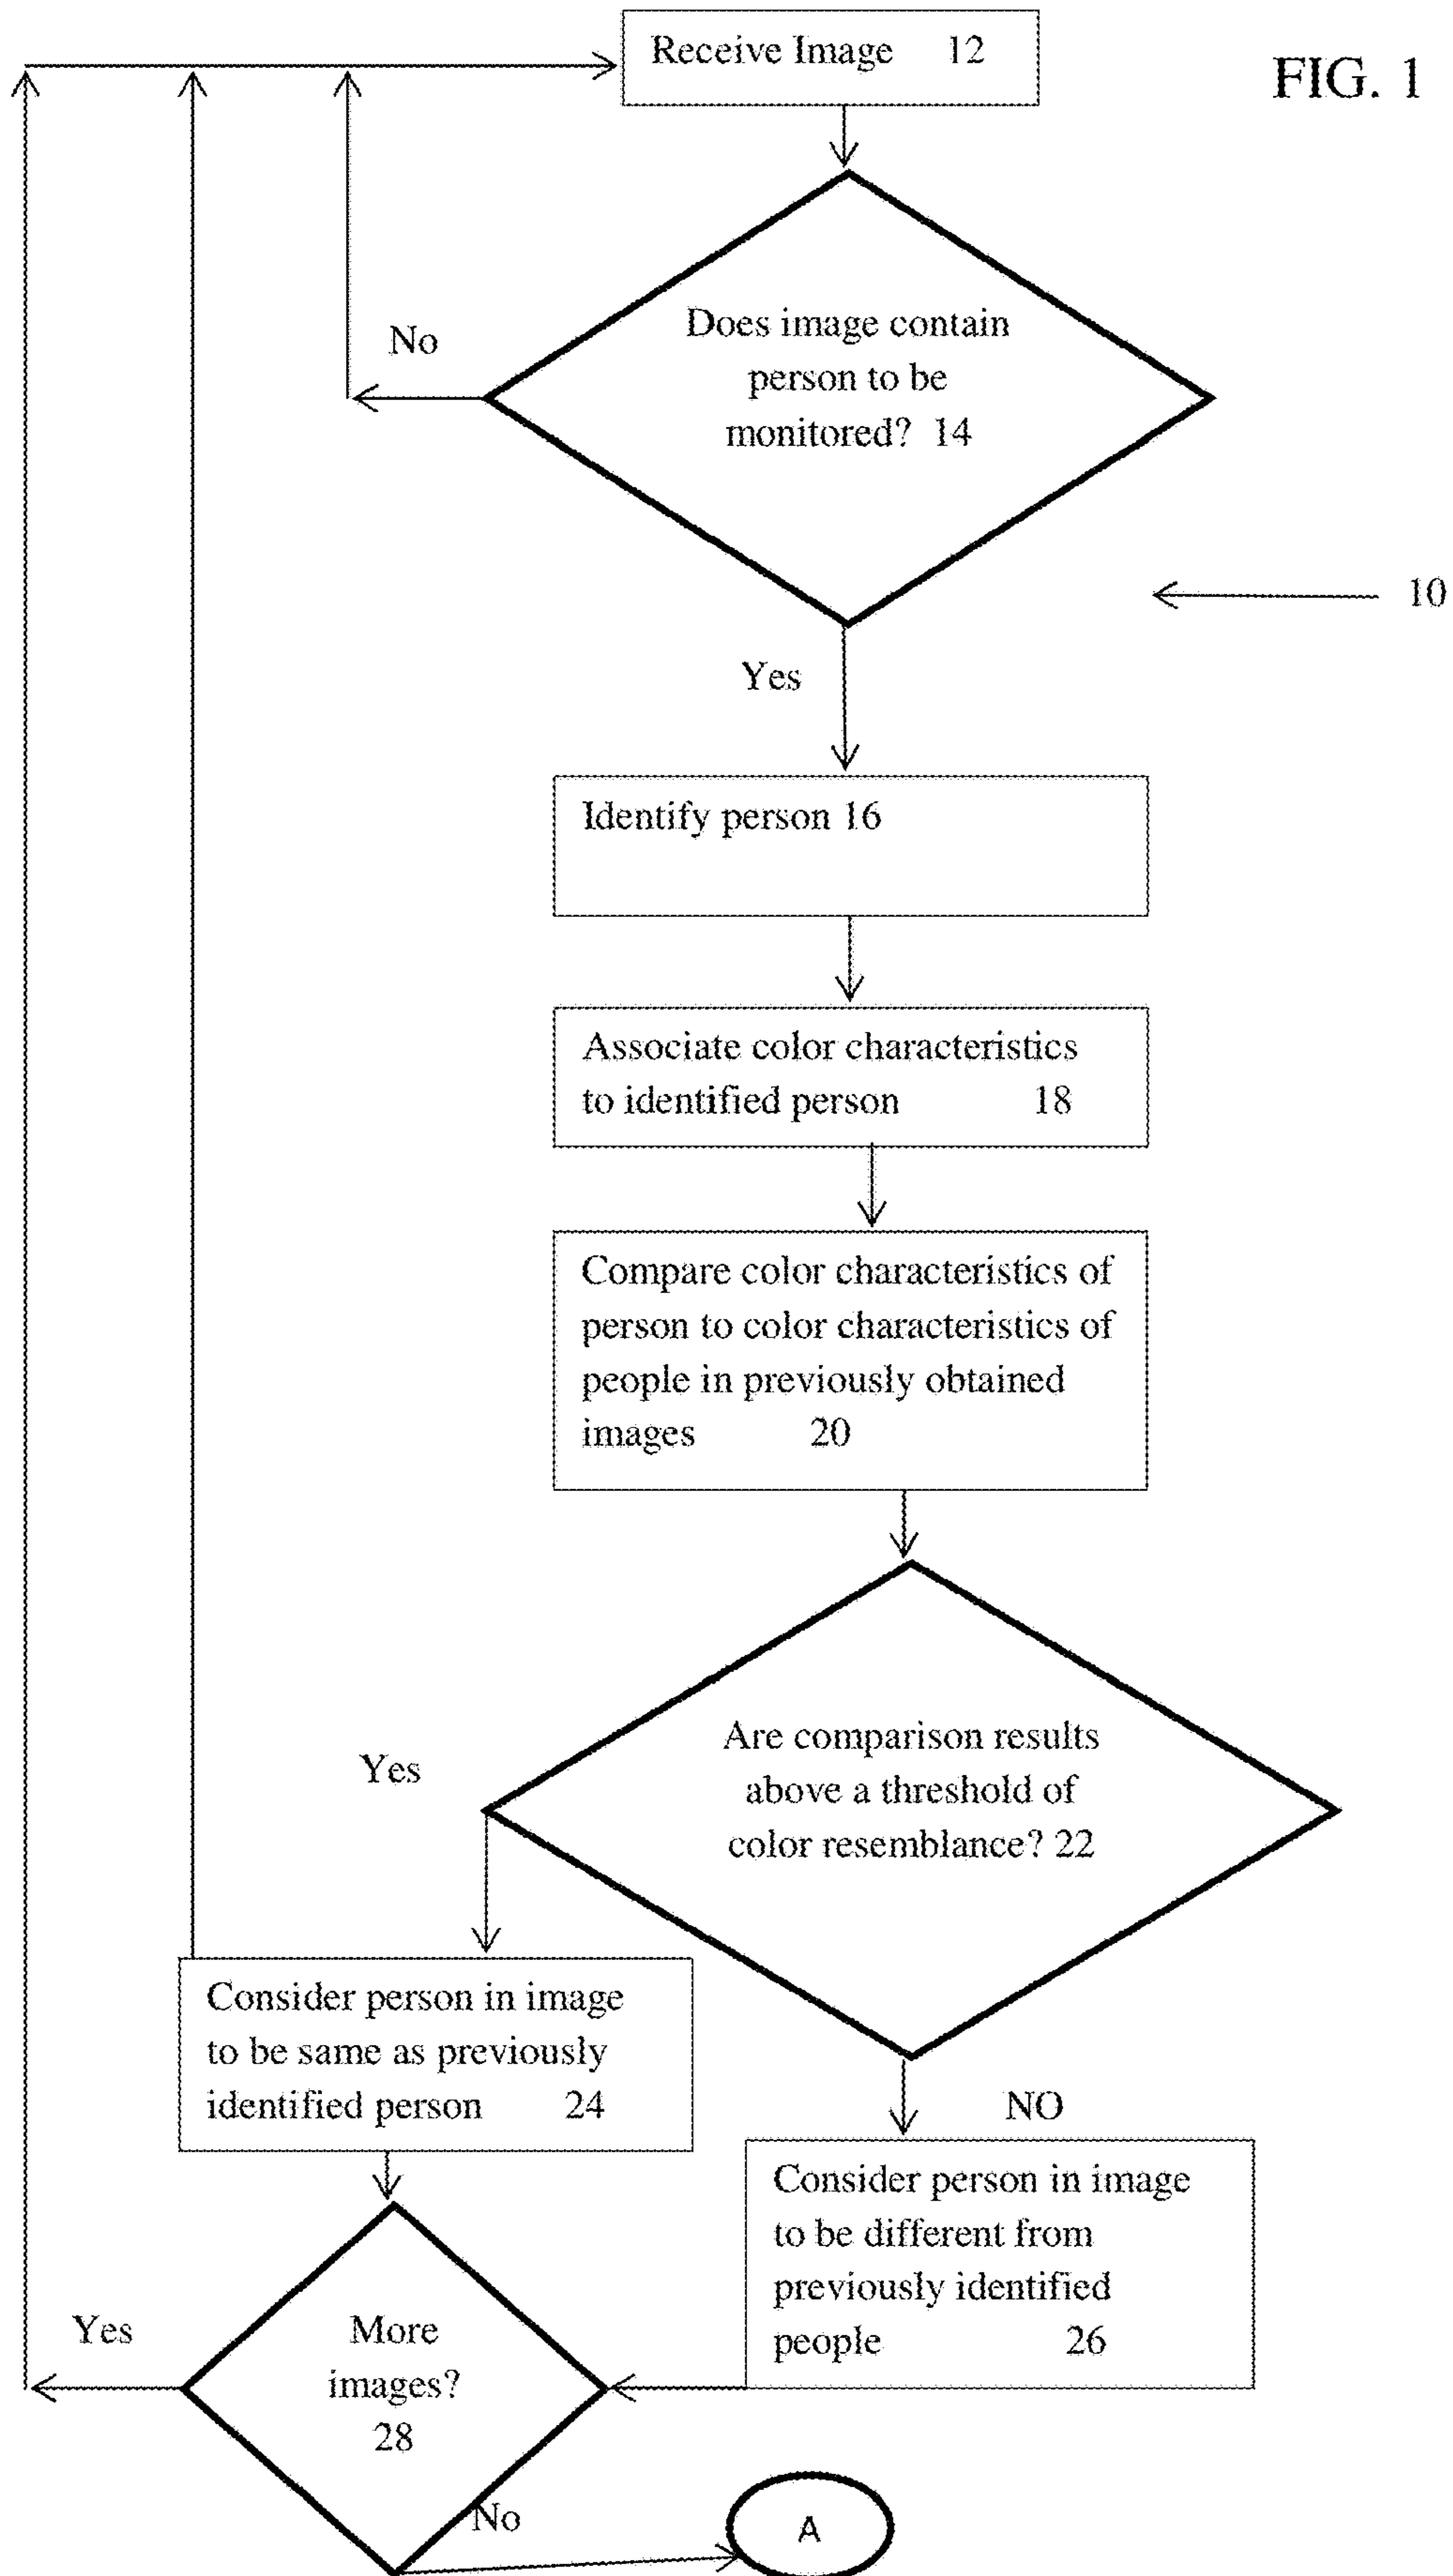 Receive Image 12
FIG. 1
Does image contain
person to be
monitored? 14
No
10
Yes
Identify person 16
Associate color characteristics
to identified person 18
Compare color characteristics of
person to color characteristics of
people in previously obtained
images 20
Are comparison results
above a threshold of
color resemblance? 22
Yes
Consider person in image
to be same as previously
identified person 24
NO
Consider person in image
to be different from
previously identified
people 26
Yes
More
images?
28
No
A